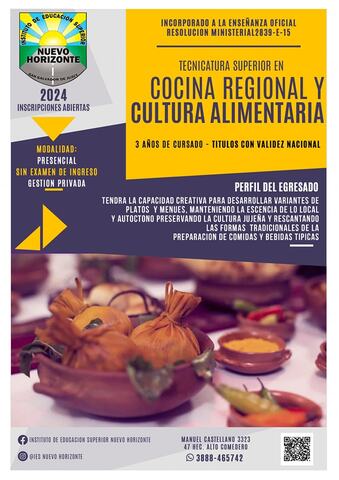 INSTITUTO DE EDUCACIÓN SUPERIOR
NUEVO
HORIZONTE
SAN SALVADOR DE JUJUY
2024
INSCRIPCIONES ABIERTAS
INCORPORADO A LA ENSEÑANZA OFICIAL
RESOLUCION MINISTERIAL2839-E-15
TECNICATURA SUPERIOR EN
COCINA REGIONAL Y
CULTURA ALIMENTARIA
3 AÑOS DE CURSADO - TITULOS CON VALIDEZ NACIONAL
MODALIDAD:
PRESENCIAL
SIN EXAMEN DE INGRESO
GESTION PRIVADA
PERFIL DEL EGRESADO
TENDRA LA CAPACIDAD CREATIVA PARA DESARROLLAR VARIANTES DE
PLATOS Y MENUES, MANTENIENDO LA ESCENCIA DE LO LOCAL
Y AUTOCTONO PRESERVANDO LA CULTURA JUJEÑA Y RESCANTANDO
LAS FORMAS TRADICIONALES DE LA
PREPARACION DE COMIDAS Y BEBIDAS TIPICAS
INSTITUTO DE EDUCACION SUPERIOR NUEVO HORIZONTE
@IES NUEVO HORIZONTE
MANUEL CASTELLANO 3323
47 HEC. ALTO COMEDERO
3888-465742